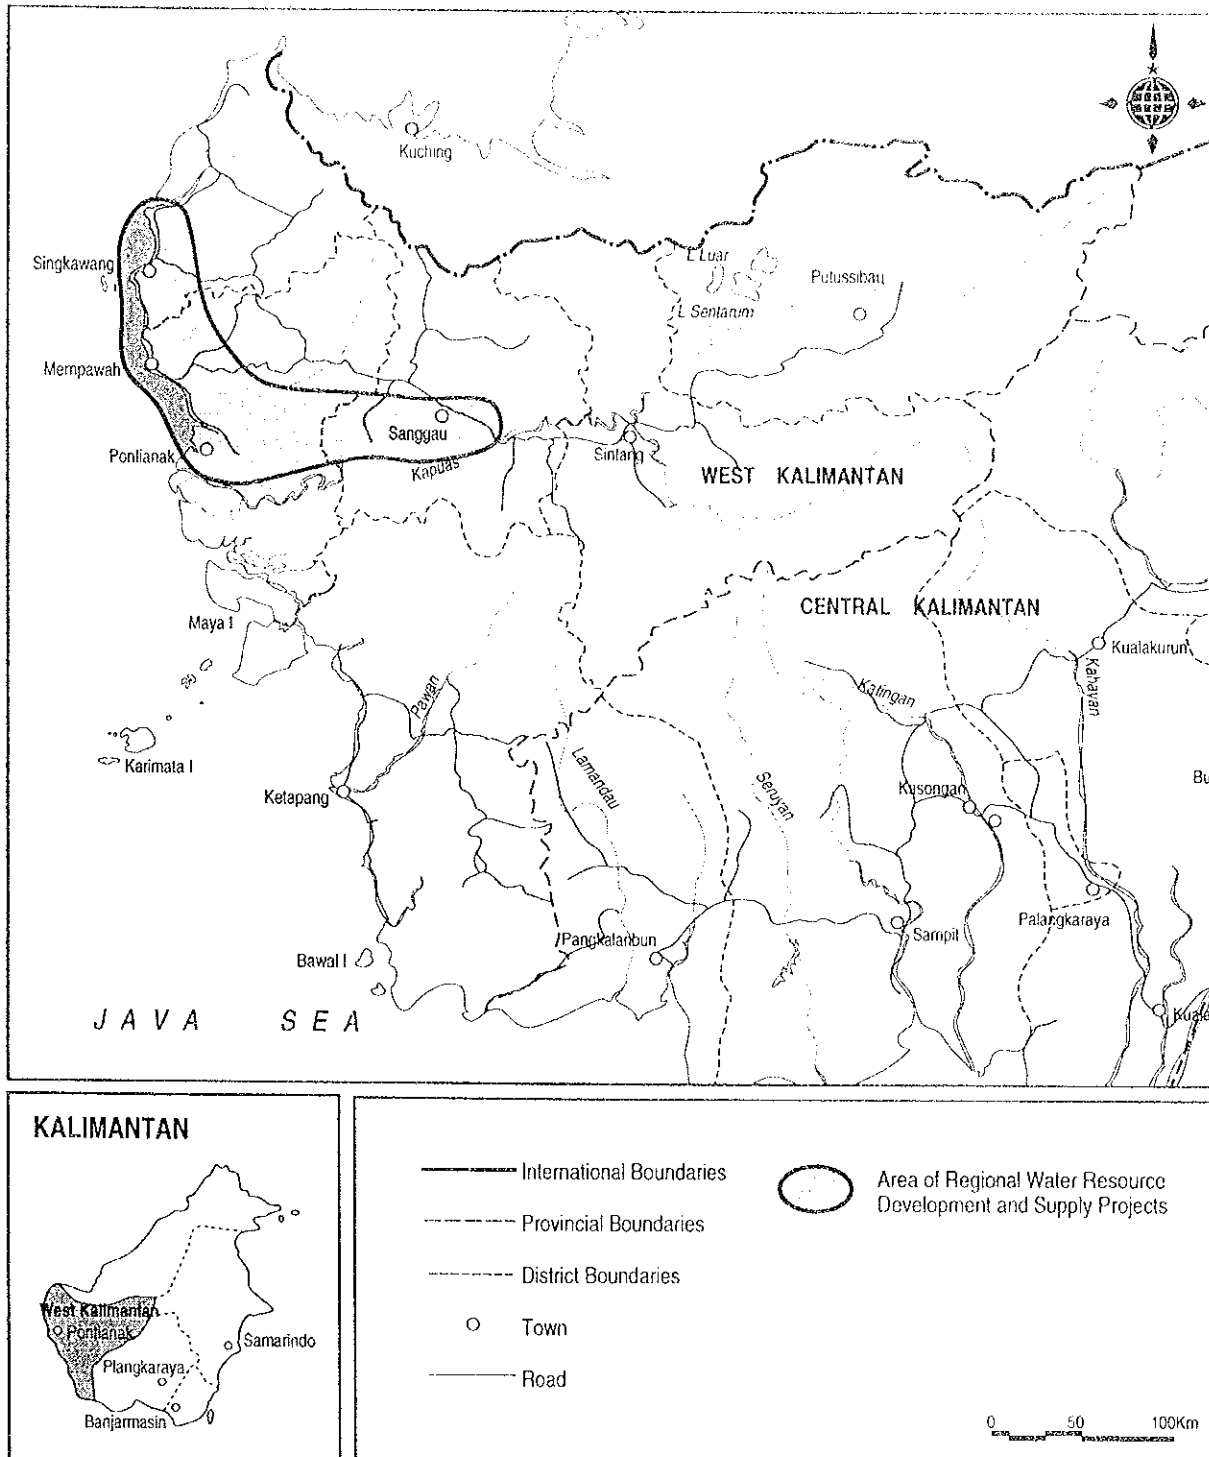 Kuching
Singkawang
L Luar
Putussibau
L Sentarum
Mempawah
Sanggau
Pontianak
Kapuas
Sintang
WEST KALIMANTAN
CENTRAL KALIMANTAN
Maya I
Kualakurun
Katingan
Kahayan
Pawan
Karimata I
Lamandau
Seruyan
Ketapang
Kasongan
Bu
Palangkaraya
Sampit
Pangkalanbun
Bawal I
JAVA SEA
Kuala
KALIMANTAN
West Kalimantan
Pontianak
Samarindo
Plangkaraya
Banjarmasin
International Boundaries
Provincial Boundaries
District Boundaries
Town
Road
Area of Regional Water Resource
Development and Supply Projects
0 50 100Km